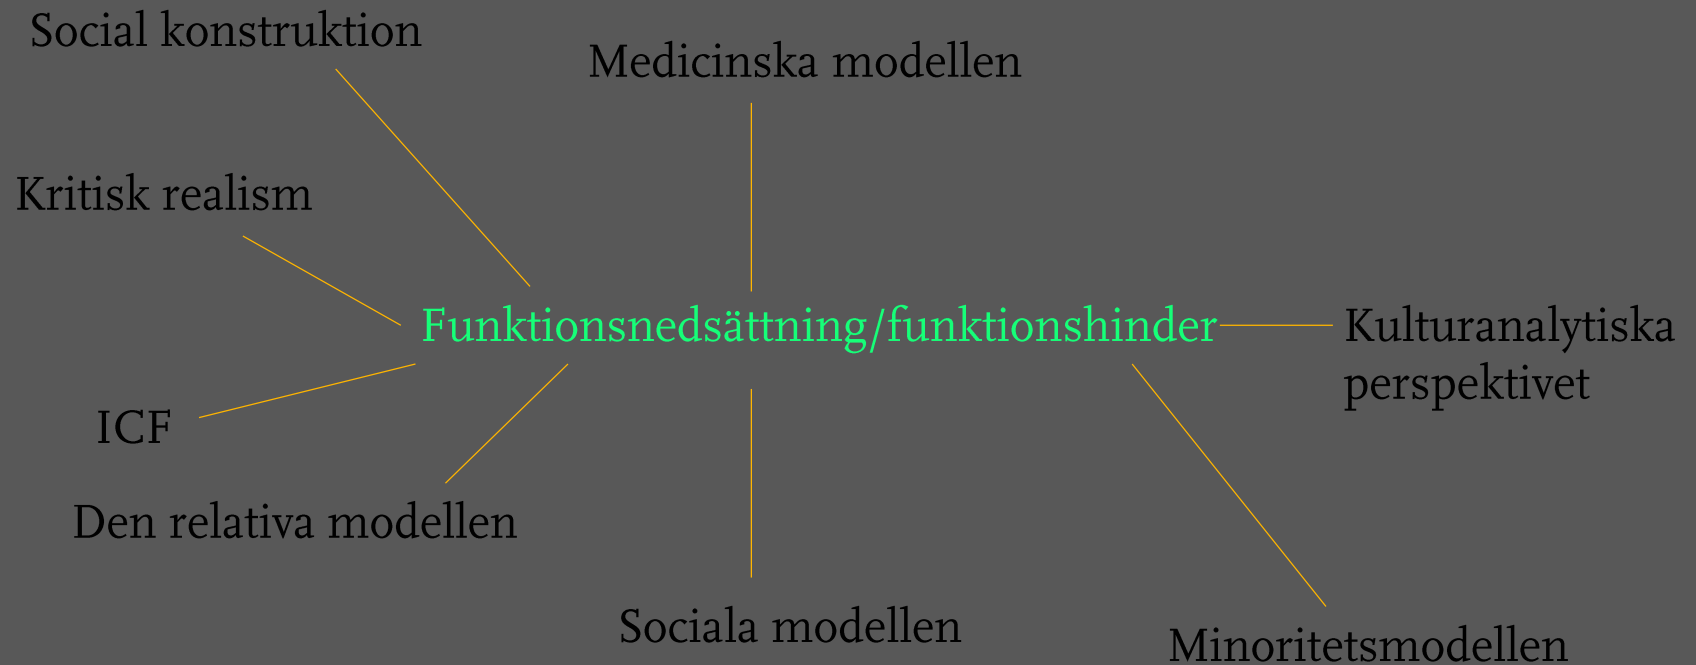 Social konstruktion
Medicinska modellen
Kritisk realism
Funktionsnedsättning/funktionshinder
Kulturanalytiska
perspektivet
ICF
Den relativa modellen
Sociala modellen
Minoritetsmodellen